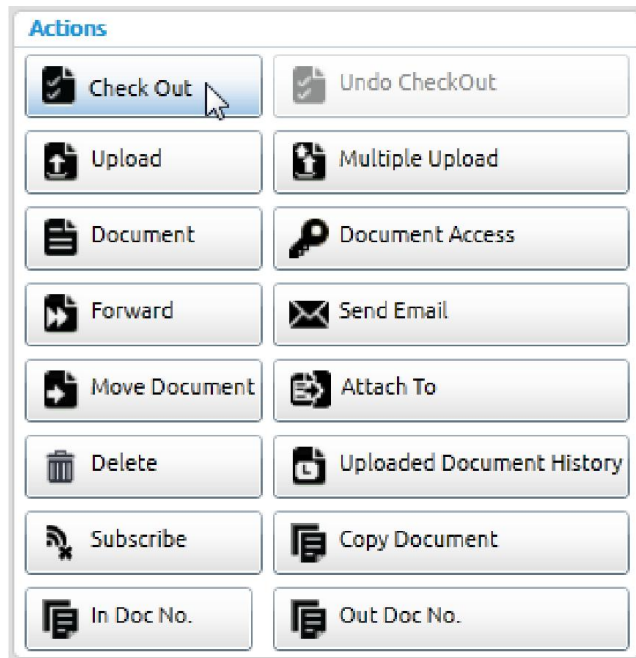 Actions
Check Out
Undo CheckOut
Upload
Multiple Upload
Document
Document Access
Forward
Send Email
Move Document
Attach To
Delete
Uploaded Document History
Subscribe
Copy Document
In Doc No.
Out Doc No.